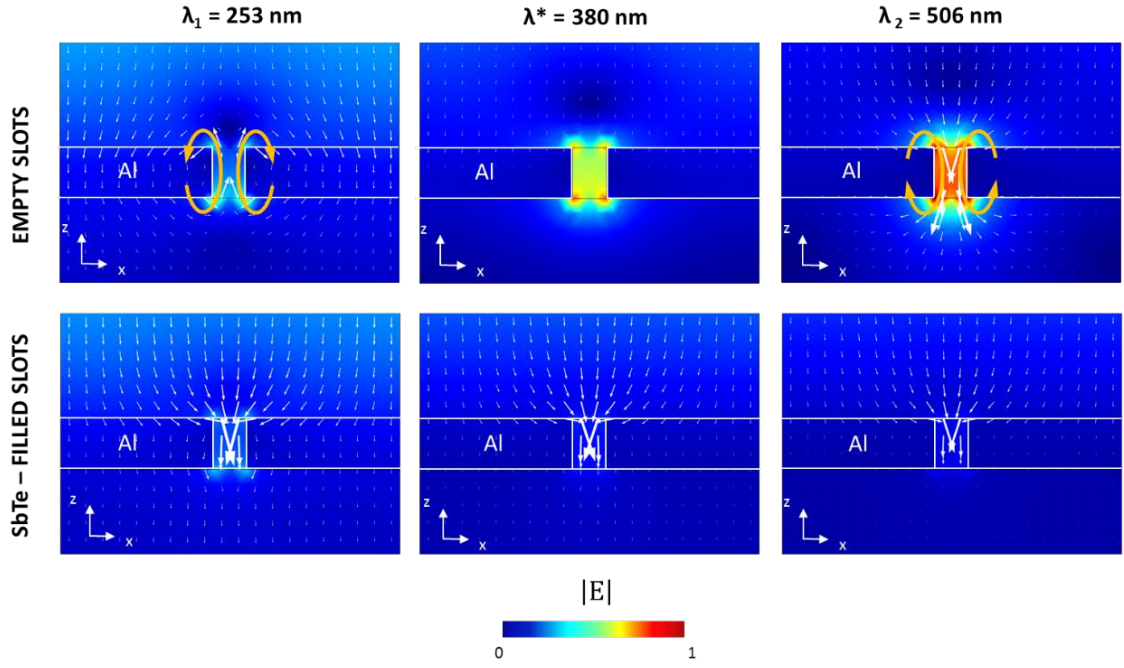 λ₁ = 253 nm
λ* = 380 nm
λ₂ = 506 nm
EMPTY SLOTS
Al
z
x
Al
z
x
Al
z
x
SbTe – FILLED SLOTS
Al
z
x
Al
z
x
Al
z
x
|E|
0
1